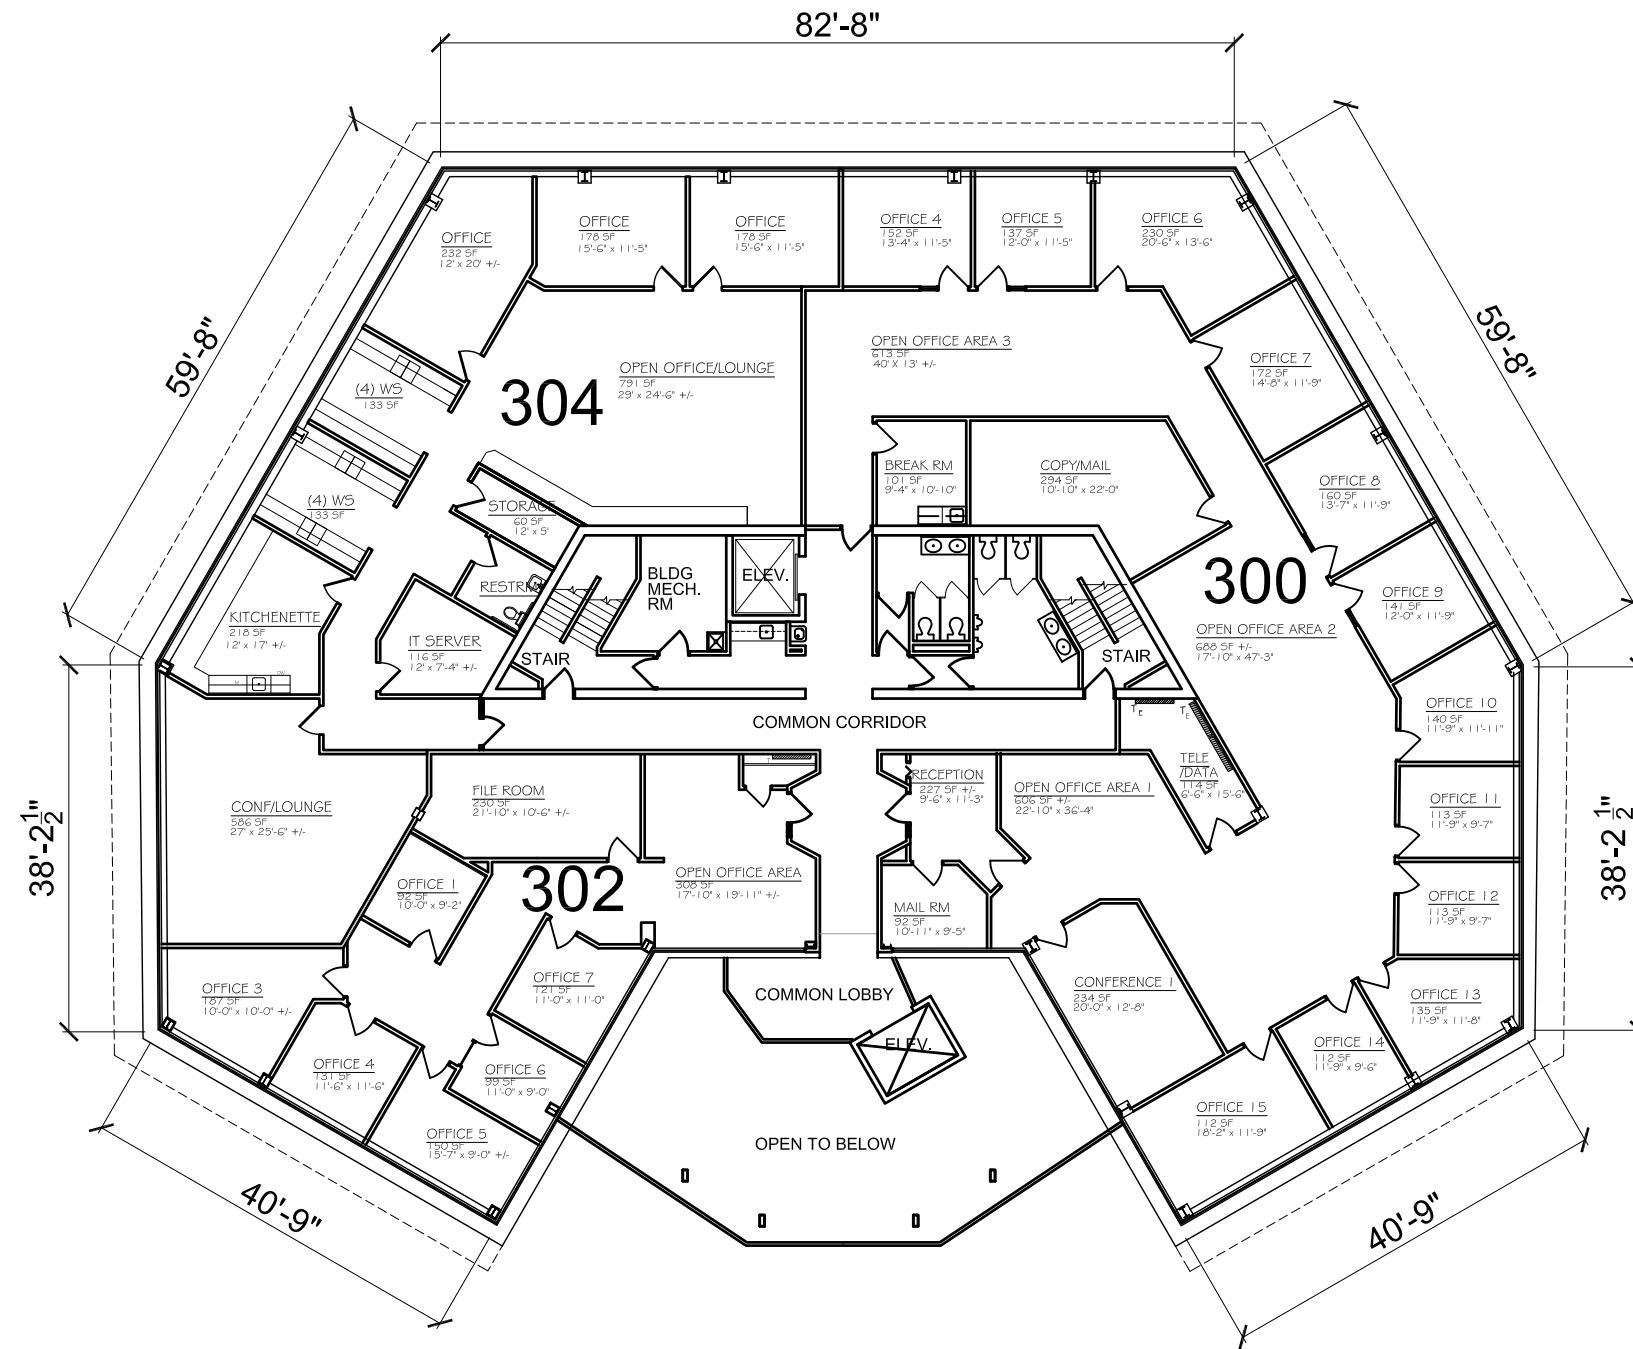 82'-8"
59'-8"
59'-8"
OFFICE
232 SF
12' x 20' +/-
OFFICE
178 SF
15'-6" x 11'-5"
OFFICE
178 SF
15'-6" x 11'-5"
OFFICE 4
152 SF
13'-4" x 11'-5"
OFFICE 5
137 SF
12'-0" x 11'-5"
OFFICE 6
230 SF
20'-6" x 13'-6"
(4) WS
133 SF
OPEN OFFICE/LOUNGE
791 SF
29' x 24'-6" +/-
304
OPEN OFFICE AREA 3
613 SF
40' X 13' +/-
OFFICE 7
172 SF
14'-8" x 11'-9"
(4) WS
133 SF
STORAGE
60 SF
12' x 5'
BREAK RM
101 SF
9'-4" x 10'-10"
COPY/MAIL
294 SF
10'-10" x 22'-0"
OFFICE 8
160 SF
13'-7" x 11'-9"
KITCHENETTE
218 SF
12' x 17' +/-
RESTRM
IT SERVER
116 SF
12' x 7'-4" +/-
BLDG
MECH.
RM
ELEV.
STAIR
STAIR
300
OPEN OFFICE AREA 2
688 SF +/-
17'-10" x 47'-3"
OFFICE 9
141 SF
12'-0" x 11'-9"
OFFICE 10
140 SF
11'-9" x 11'-11"
COMMON CORRIDOR
T
E
T
E
TELE
/DATA
114 SF
6'-6" x 15'-6"
38'-2 1/2"
38'-2 1/2"
CONF/LOUNGE
586 SF
27' x 25'-6" +/-
FILE ROOM
230 SF
21'-10" x 10'-6" +/-
T
RECEPTION
227 SF +/-
9'-6" x 11'-3"
OPEN OFFICE AREA 1
606 SF +/-
22'-10" x 36'-4"
OFFICE 11
113 SF
11'-9" x 9'-7"
OFFICE 1
92 SF
10'-0" x 9'-2"
302
OPEN OFFICE AREA
308 SF
17'-10" x 19'-11" +/-
MAIL RM
92 SF
10'-11" x 9'-5"
OFFICE 12
113 SF
11'-9" x 9'-7"
OFFICE 3
187 SF
10'-0" x 10'-0" +/-
OFFICE 7
121 SF
11'-0" x 11'-0"
COMMON LOBBY
ELEV.
CONFERENCE 1
234 SF
20'-0" x 12'-8"
OFFICE 13
135 SF
11'-9" x 11'-8"
OFFICE 4
131 SF
11'-6" x 11'-6"
OFFICE 6
99 SF
11'-0" x 9'-0"
OFFICE 14
112 SF
11'-9" x 9'-6"
OFFICE 5
150 SF
15'-7" x 9'-0" +/-
OPEN TO BELOW
OFFICE 15
112 SF
18'-2" x 11'-9"
40'-9"
40'-9"